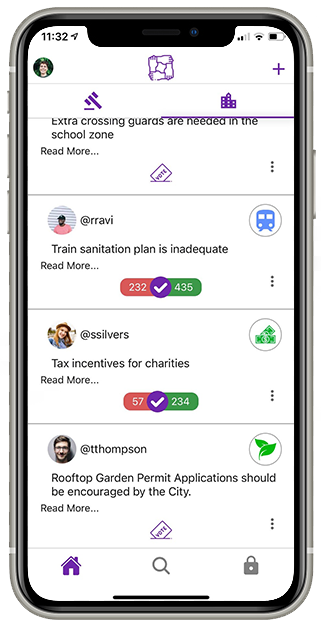 11:32
Extra crossing guards are needed in the
school zone
Read More...
VOTE
@rravi
Train sanitation plan is inadequate
Read More...
232 435
@ssilvers
Tax incentives for charities
Read More...
57 234
@tthompson
Rooftop Garden Permit Applications should
be encouraged by the City.
Read More...
VOTE